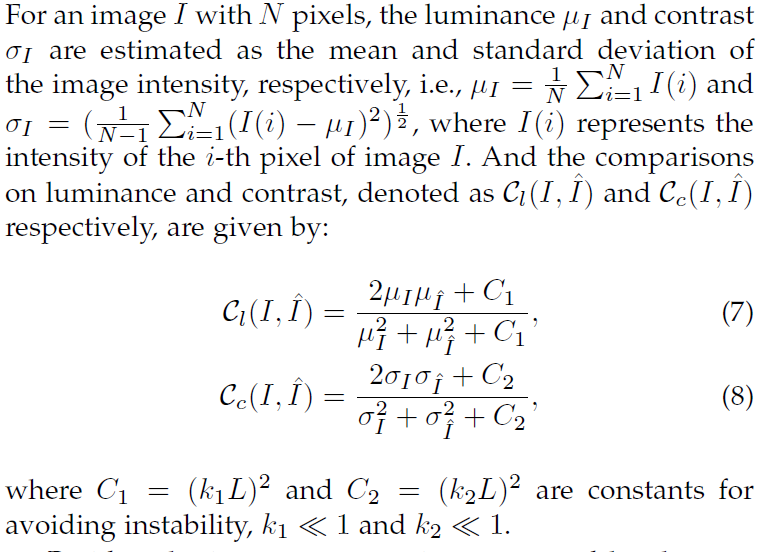 For an image $I$ with $N$ pixels, the luminance $\mu_I$ and contrast
$\sigma_I$ are estimated as the mean and standard deviation of
the image intensity, respectively, i.e., $\mu_I = \frac{1}{N} \sum_{i=1}^{N} I(i)$ and
$\sigma_I = (\frac{1}{N-1} \sum_{i=1}^{N} (I(i) - \mu_I)^2)^{\frac{1}{2}}$, where $I(i)$ represents the
intensity of the $i$-th pixel of image $I$. And the comparisons
on luminance and contrast, denoted as $\mathcal{C}_l(I, \hat{I})$ and $\mathcal{C}_c(I, \hat{I})$
respectively, are given by:
$\mathcal{C}_l(I, \hat{I}) = \frac{2\mu_I \mu_{\hat{I}} + C_1}{\mu_I^2 + \mu_{\hat{I}}^2 + C_1},$ (7)
$\mathcal{C}_c(I, \hat{I}) = \frac{2\sigma_I \sigma_{\hat{I}} + C_2}{\sigma_I^2 + \sigma_{\hat{I}}^2 + C_2},$ (8)
where $C_1 = (k_1 L)^2$ and $C_2 = (k_2 L)^2$ are constants for
avoiding instability, $k_1 \ll 1$ and $k_2 \ll 1$.